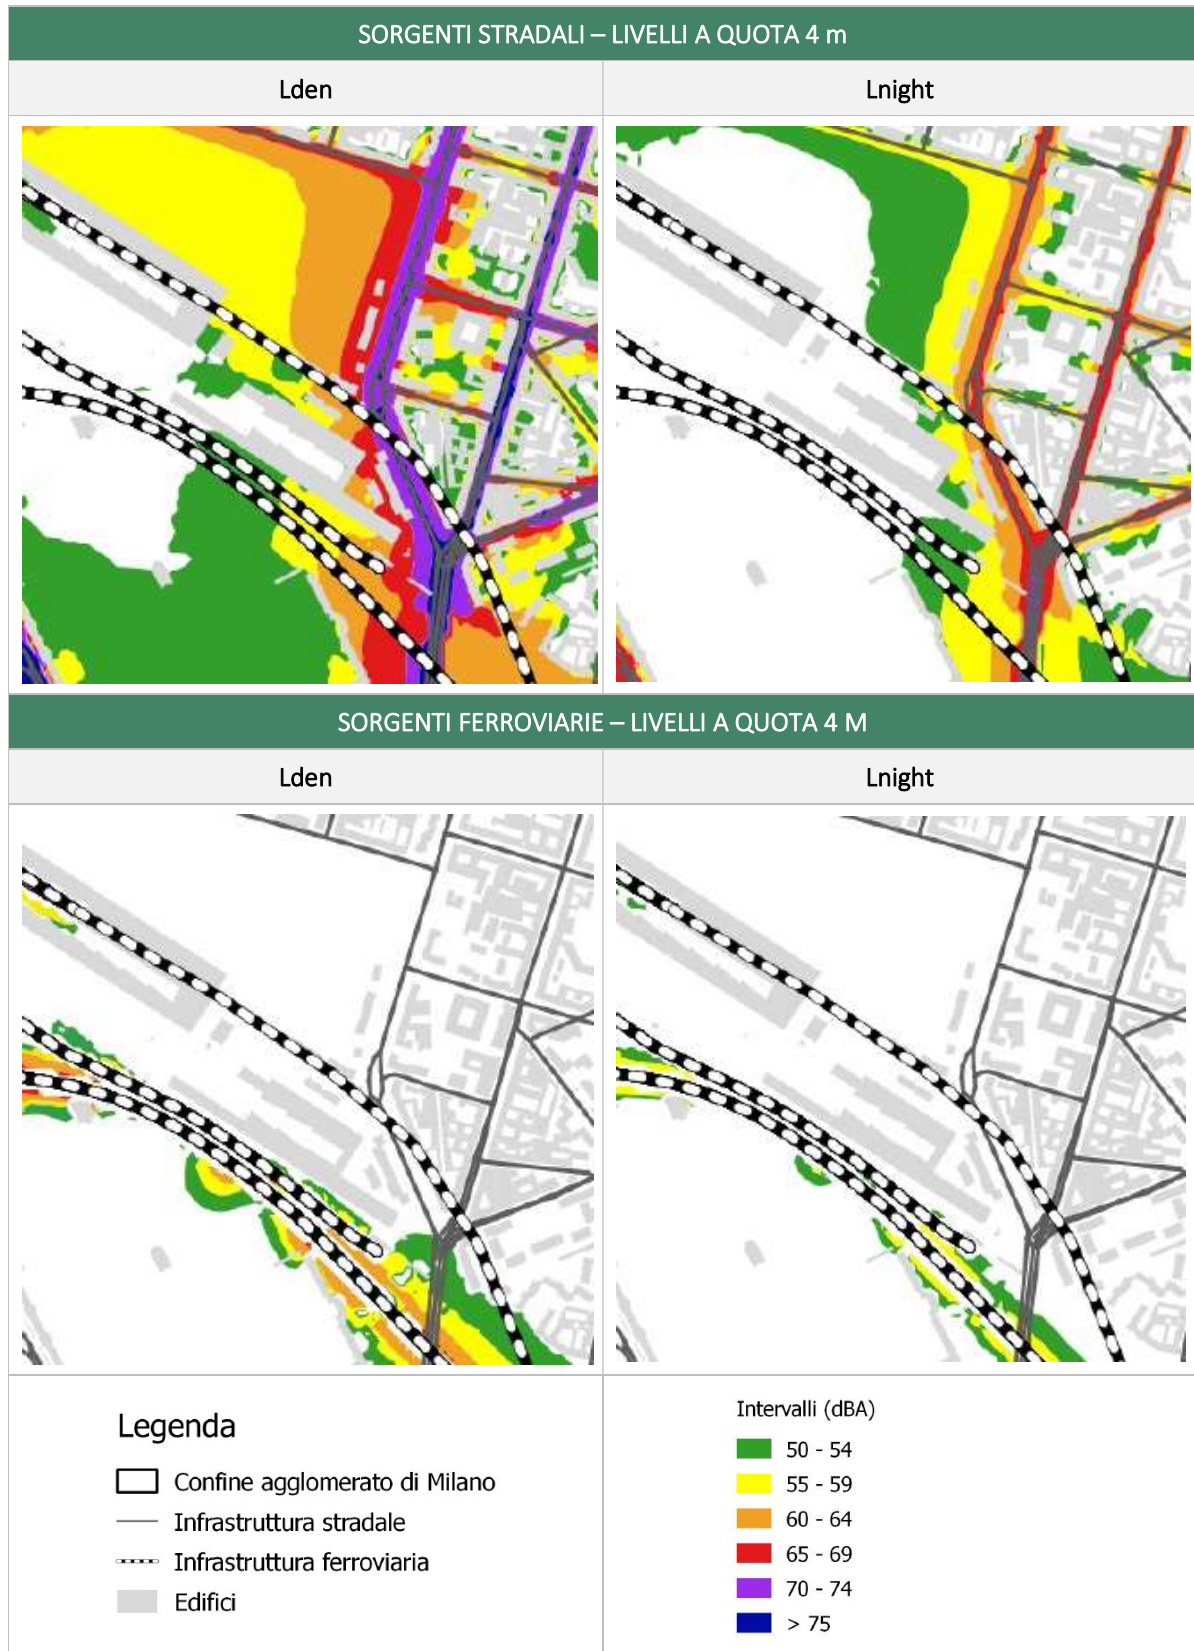 SORGENTI STRADALI – LIVELLI A QUOTA 4 m
Lden
Lnight
SORGENTI FERROVIARIE – LIVELLI A QUOTA 4 M
Lden
Lnight
Legenda
Confine agglomerato di Milano
Infrastruttura stradale
Infrastruttura ferroviaria
Edifici
Intervalli (dBA)
50 - 54
55 - 59
60 - 64
65 - 69
70 - 74
> 75